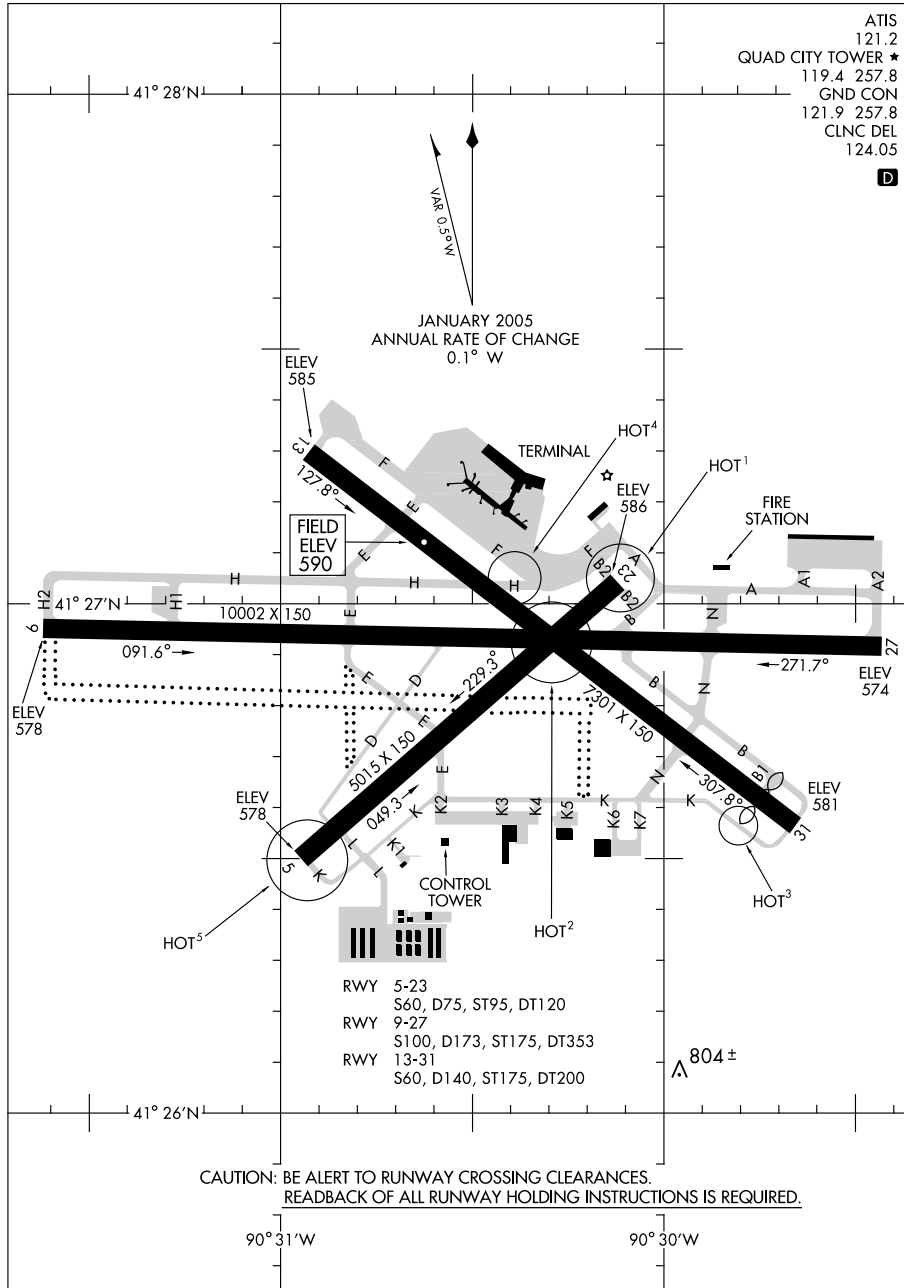 ATIS
121.2
QUAD CITY TOWER ★
119.4 257.8
GND CON
121.9 257.8
CLNC DEL
124.05
D
41° 28'N
VAR 0.5° W
JANUARY 2005
ANNUAL RATE OF CHANGE
0.1° W
ELEV
585
HOT4
HOT1
TERMINAL
13
127.8°
F
ELEV
586
FIRE
STATION
FIELD
ELEV
590
E
E
F
F
A
B2
23
H
H
H
A
A1
A2
H2
41° 27'N
H1
E
B2
B
N
10002 X 150
9
091.6°
27
271.7°
ELEV
574
ELEV
578
229.3°
E
D
B
N
7301 X 150
D
E
B
5015 X 150
E
N
307.8°
B1
ELEV
581
31
ELEV
578
049.3
K
K2
K3
K4
K5
K
K6
K7
K
5
K
L
L
K1
CONTROL
TOWER
HOT3
HOT5
HOT2
RWY 5-23
S60, D75, ST95, DT120
RWY 9-27
S100, D173, ST175, DT353
RWY 13-31
S60, D140, ST175, DT200
804 ±
41° 26'N
CAUTION: BE ALERT TO RUNWAY CROSSING CLEARANCES.
READBACK OF ALL RUNWAY HOLDING INSTRUCTIONS IS REQUIRED.
90° 31'W
90° 30'W